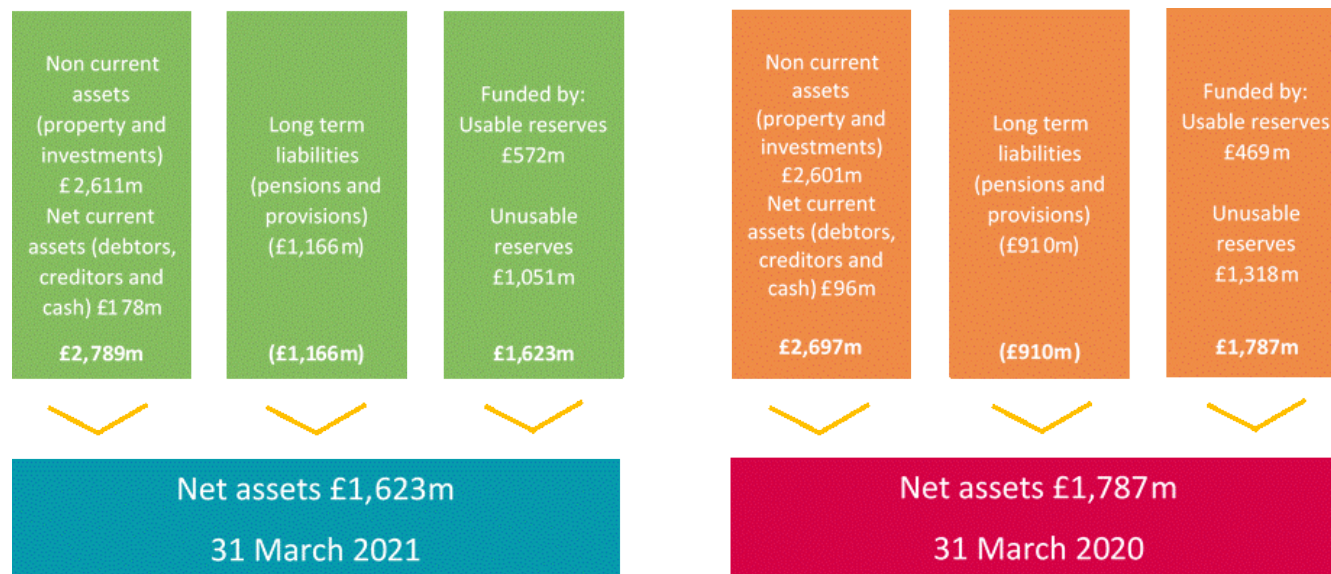 Non current
assets
(property and
investments)
£2,611m
Net current
assets (debtors,
creditors and
cash) £178m
£2,789m
Long term
liabilities
(pensions and
provisions)
(£1,166m)
(£1,166m)
Funded by:
Usable reserves
£572m
Unusable
reserves
£1,051m
£1,623m
Net assets £1,623m
31 March 2021
Non current
assets
(property and
investments)
£2,601m
Net current
assets (debtors,
creditors and
cash) £96m
£2,697m
Long term
liabilities
(pensions and
provisions)
(£910m)
(£910m)
Funded by:
Usable reserves
£469m
Unusable
reserves
£1,318m
£1,787m
Net assets £1,787m
31 March 2020